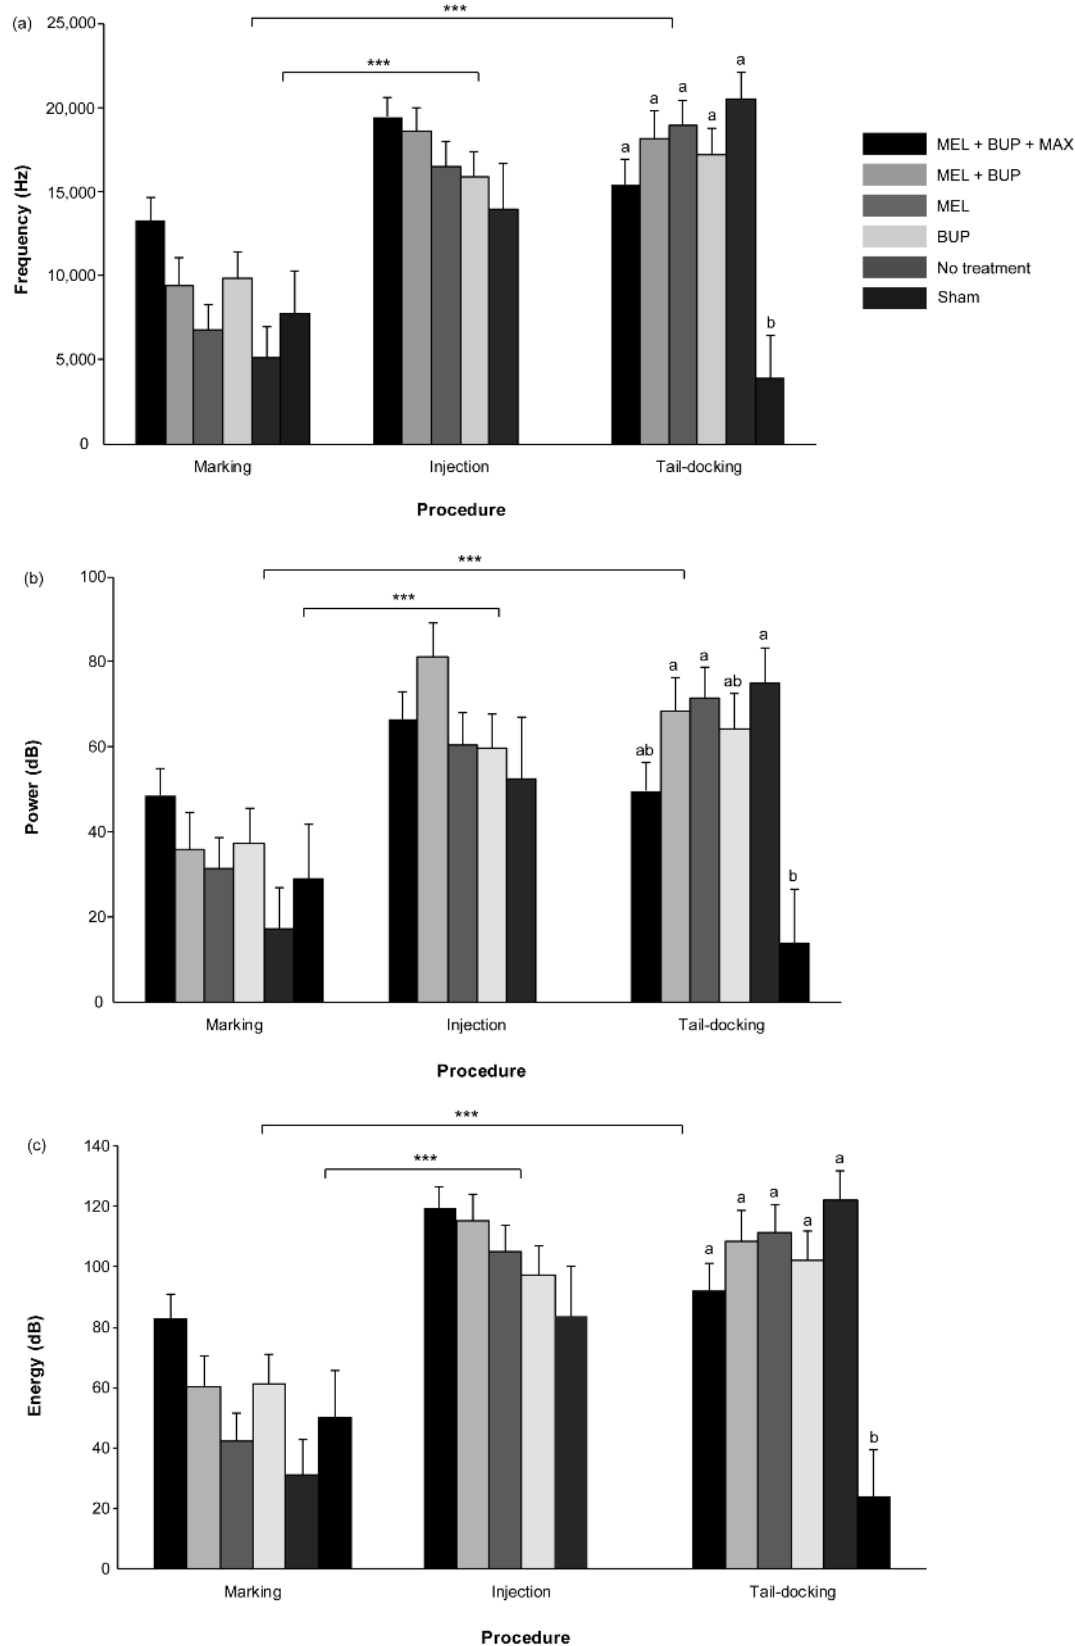 (a)
***
***
25,000
20,000
15,000
10,000
5,000
0
Frequency (Hz)
a
a
a
a
a
b
Marking
Injection
Tail-docking
Procedure
MEL + BUP + MAX
MEL + BUP
MEL
BUP
No treatment
Sham
(b)
***
***
100
80
60
40
20
0
Power (dB)
ab
a
a
ab
a
b
Marking
Injection
Tail-docking
Procedure
(c)
***
***
140
120
100
80
60
40
20
0
Energy (dB)
a
a
a
a
a
b
Marking
Injection
Tail-docking
Procedure